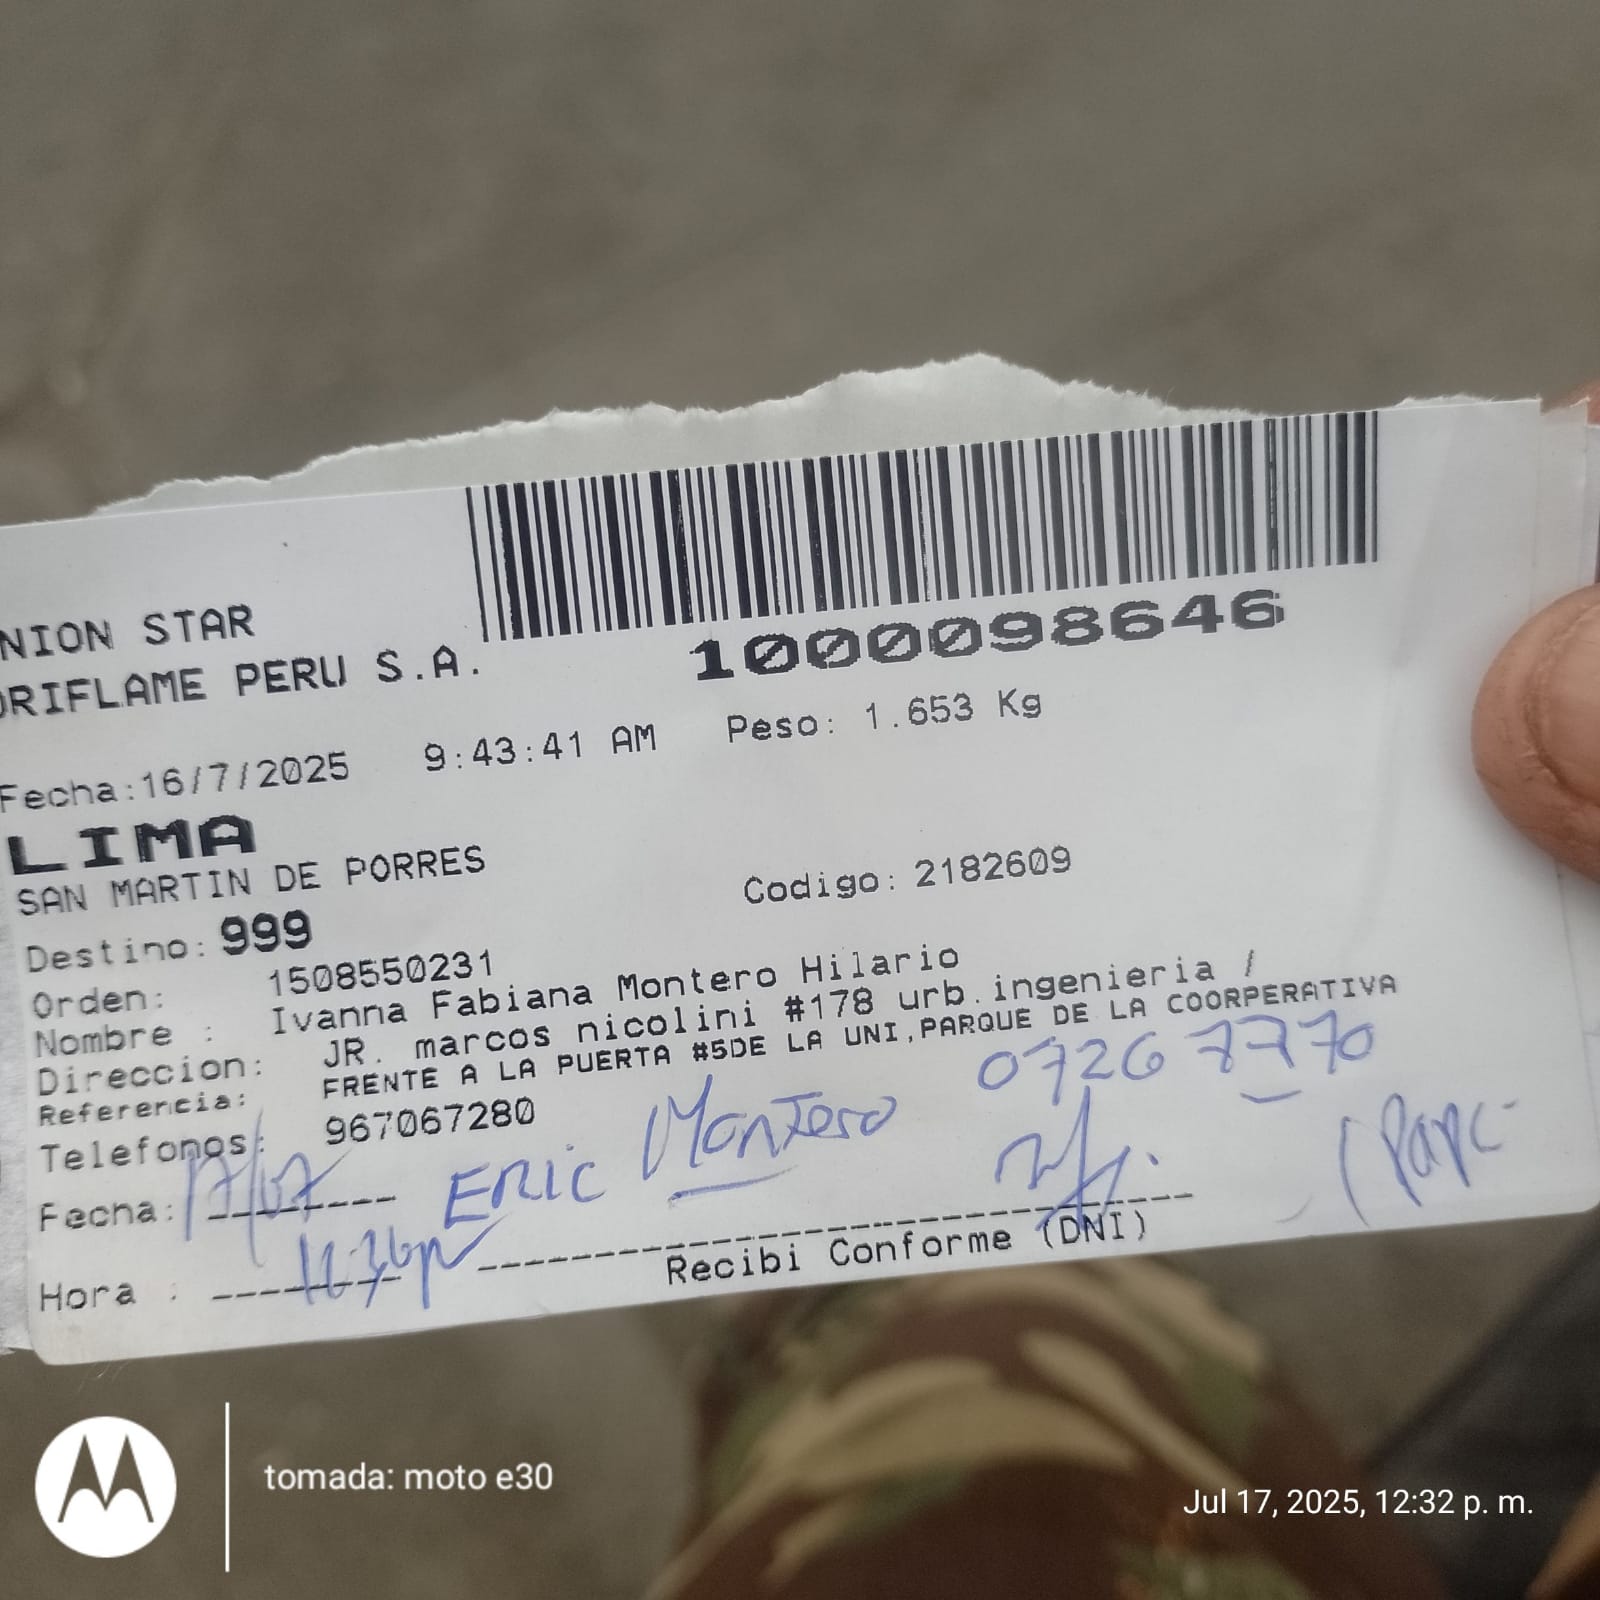 NION STAR
ORIFLAME PERU S.A.
1000098646
Fecha:16/7/2025 9:43:41 AM Peso: 1.653 Kg
LIMA
SAN MARTIN DE PORRES
Codigo: 2182609
Destino: 999
Orden: 1508550231
Nombre : Ivanna Fabiana Montero Hilario
Direccion: JR. marcos nicolini #178 urb.ingenieria /
Referencia: FRENTE A LA PUERTA #5DE LA UNI,PARQUE DE LA COORPERATIVA
Telefonos: 967067280
07267770
Fecha: 17/07 ERIC Montero
Hora :
Recibi Conforme (DNI)
tomada: moto e30
Jul 17, 2025, 12:32 p. m.